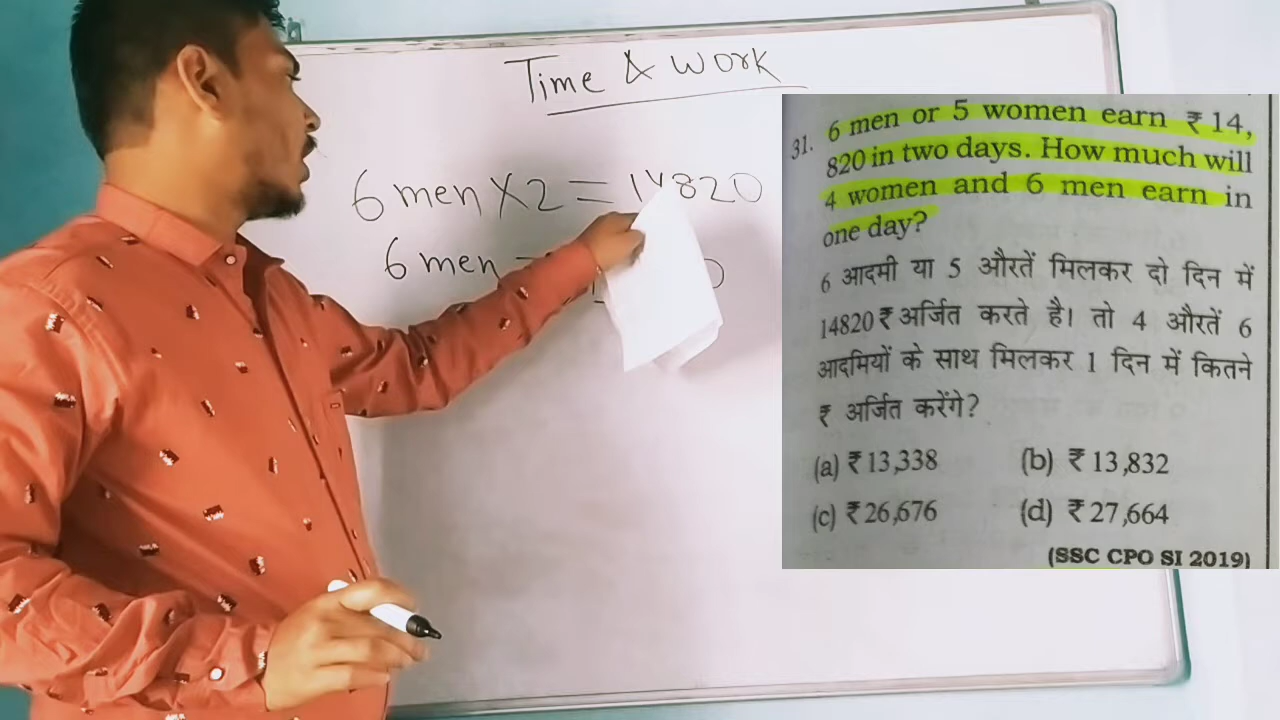 Time & Work
6 men X 2 = 14820
6 men =
31. 6 men or 5 women earn ₹ 14,
820 in two days. How much will
4 women and 6 men earn in
one day?
6 आदमी या 5 औरतें मिलकर दो दिन में
14820 ₹ अर्जित करते है। तो 4 औरतें 6
आदमियों के साथ मिलकर 1 दिन में कितने
₹ अर्जित करेंगे?
(a) ₹ 13,338 (b) ₹ 13,832
(c) ₹ 26,676 (d) ₹ 27,664
(SSC CPO SI 2019)